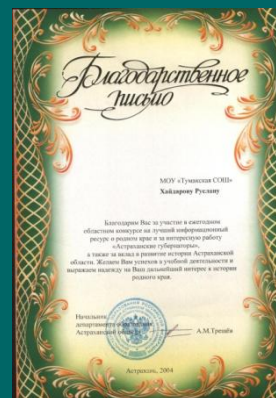 Благодарственное
письмо
МОУ «Тумакская СОШ»
Хайдарову Руслану
Благодарим Вас за участие в ежегодном
областном конкурсе на лучший информационный
ресурс о родном крае и за интересную работу
«Астраханские губернаторы»,
а также за вклад в развитие истории Астраханской
области. Желаем Вам успехов в учебной деятельности и
выражаем надежду на Ваш дальнейший интерес к истории
родного края.
Начальник
департамента
Астраханской области
А.М.Трещёв
Астрахань, 2004